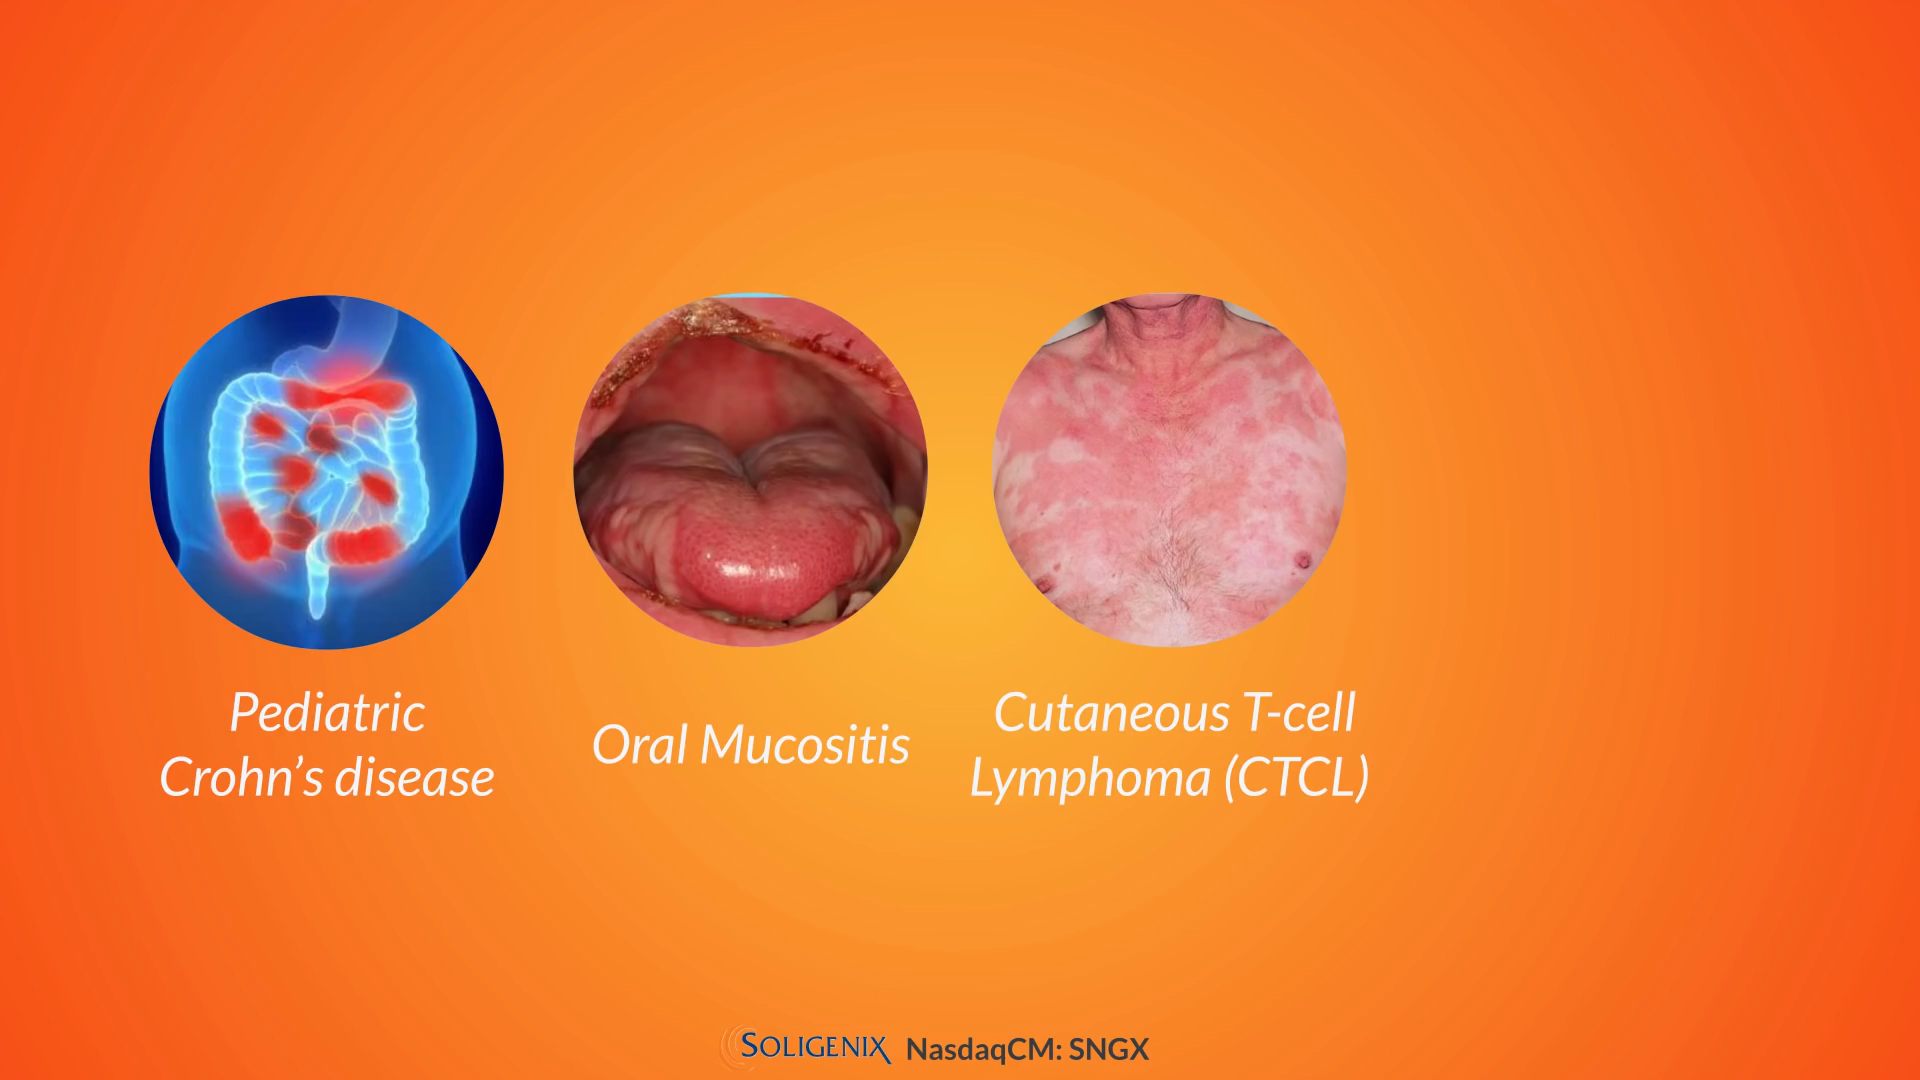 Pediatric
Crohn’s disease
Oral Mucositis
Cutaneous T-cell
Lymphoma (CTCL)
SOLIGENIX NasdaqCM: SNGX